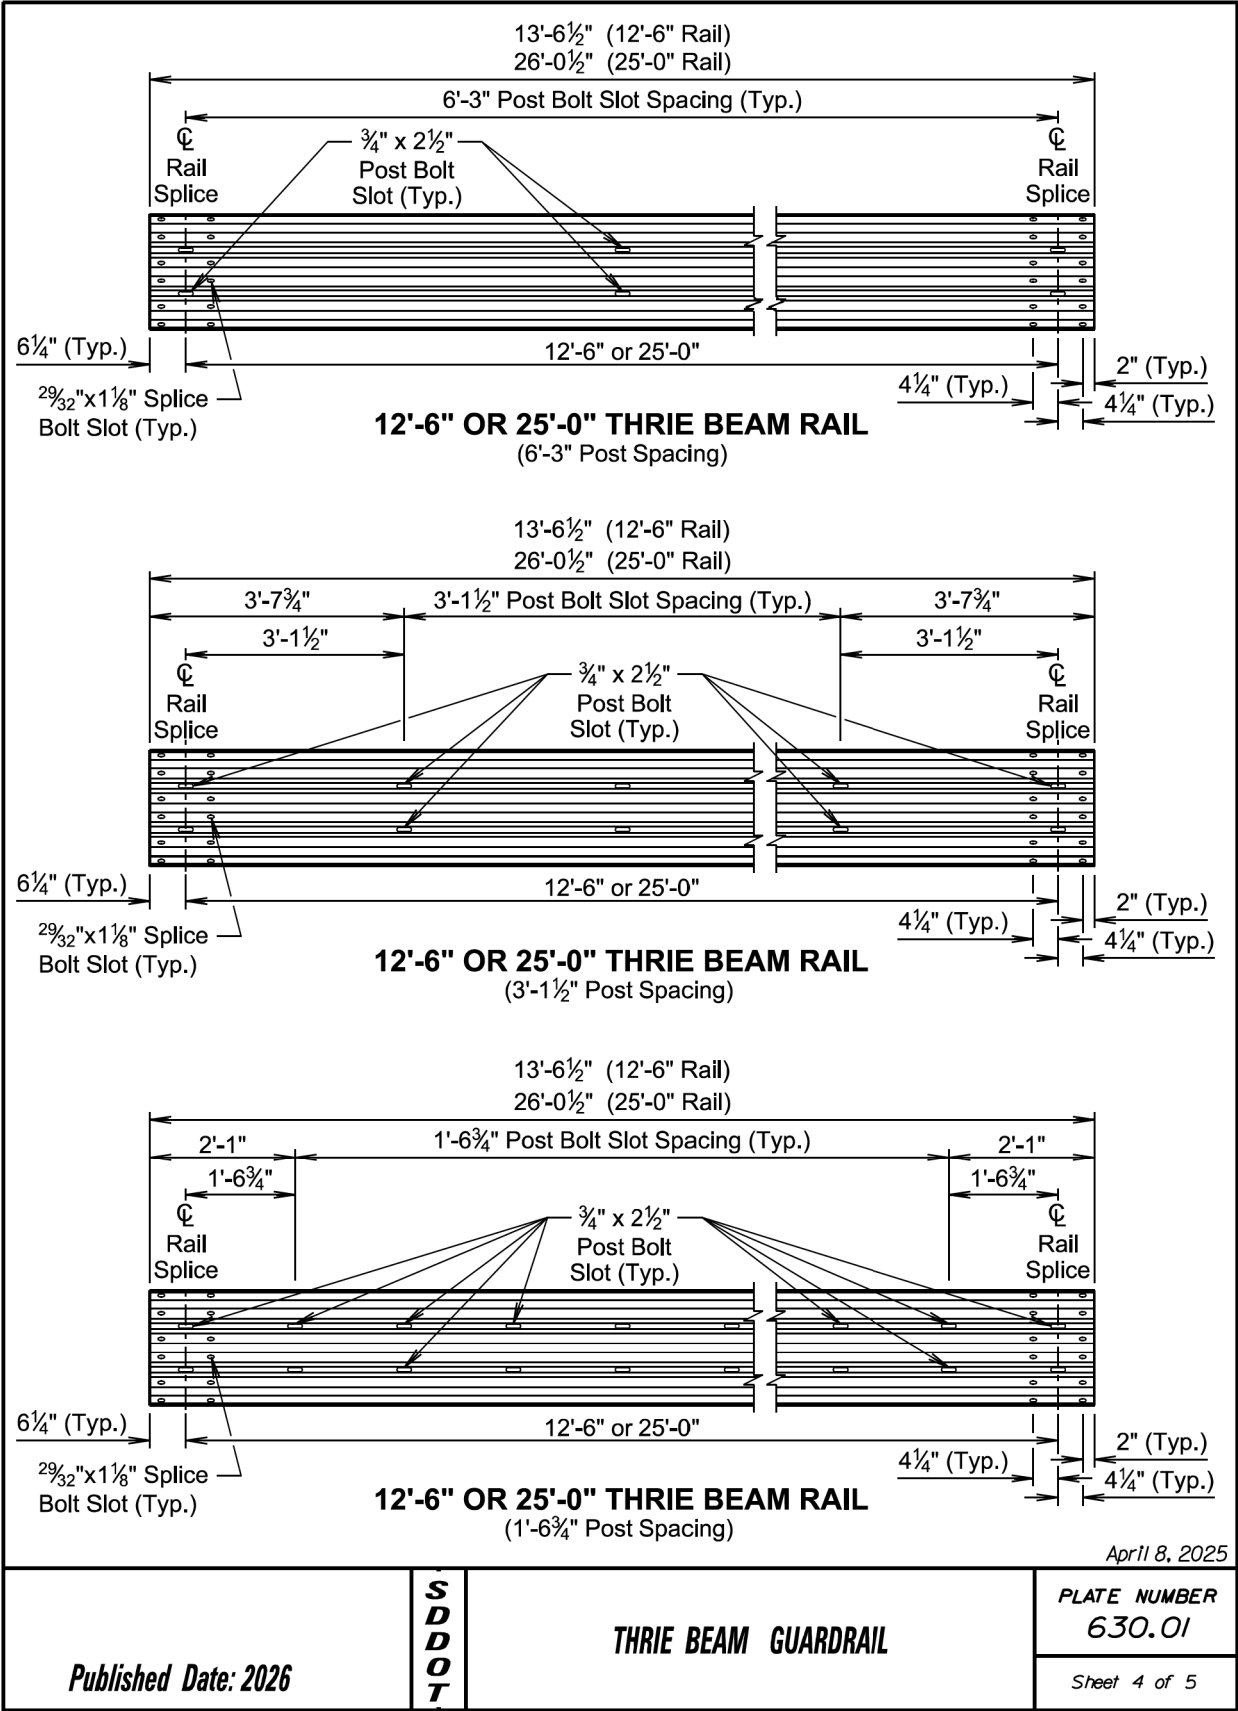 13'-6½" (12'-6" Rail)
26'-0½" (25'-0" Rail)
6'-3" Post Bolt Slot Spacing (Typ.)
℄
Rail
Splice
¾" x 2½"
Post Bolt
Slot (Typ.)
℄
Rail
Splice
6¼" (Typ.)
12'-6" or 25'-0"
2" (Typ.)
4¼" (Typ.)
4¼" (Typ.)
29⁄32"x1⅛" Splice
Bolt Slot (Typ.)
12'-6" OR 25'-0" THRIE BEAM RAIL
(6'-3" Post Spacing)
13'-6½" (12'-6" Rail)
26'-0½" (25'-0" Rail)
3'-7¾"
3'-1½" Post Bolt Slot Spacing (Typ.)
3'-7¾"
3'-1½"
3'-1½"
℄
Rail
Splice
¾" x 2½"
Post Bolt
Slot (Typ.)
℄
Rail
Splice
6¼" (Typ.)
12'-6" or 25'-0"
2" (Typ.)
4¼" (Typ.)
4¼" (Typ.)
29⁄32"x1⅛" Splice
Bolt Slot (Typ.)
12'-6" OR 25'-0" THRIE BEAM RAIL
(3'-1½" Post Spacing)
13'-6½" (12'-6" Rail)
26'-0½" (25'-0" Rail)
2'-1"
1'-6¾" Post Bolt Slot Spacing (Typ.)
2'-1"
1'-6¾"
1'-6¾"
℄
Rail
Splice
¾" x 2½"
Post Bolt
Slot (Typ.)
℄
Rail
Splice
6¼" (Typ.)
12'-6" or 25'-0"
2" (Typ.)
4¼" (Typ.)
4¼" (Typ.)
29⁄32"x1⅛" Splice
Bolt Slot (Typ.)
12'-6" OR 25'-0" THRIE BEAM RAIL
(1'-6¾" Post Spacing)
April 8, 2025
Published Date: 2026
SDDOT
THRIE BEAM GUARDRAIL
PLATE NUMBER
630.01
Sheet 4 of 5